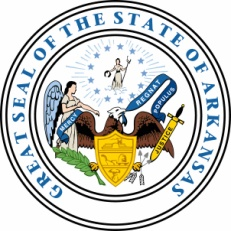 GREAT SEAL OF THE STATE OF ARKANSAS
REGNAT
POPULUS
MERCY
JUSTICE